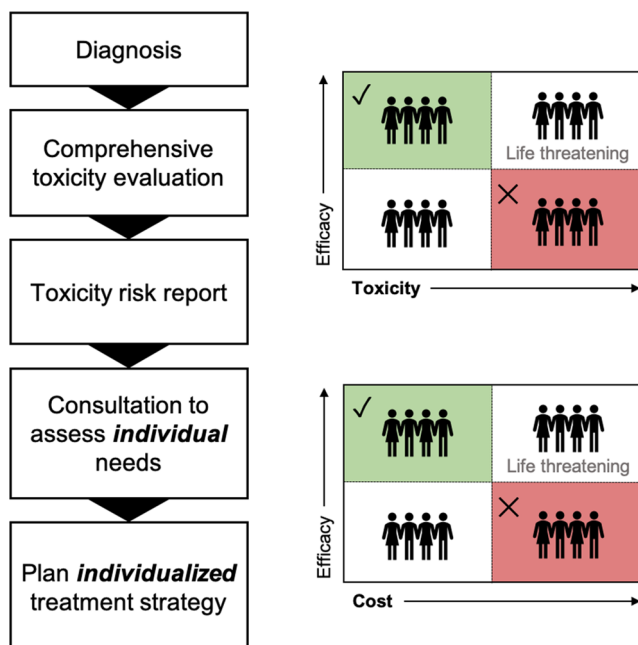 Diagnosis
Comprehensive
toxicity evaluation
Toxicity risk report
Consultation to
assess individual
needs
Plan individualized
treatment strategy
Efficacy
Life threatening
Toxicity
Efficacy
Life threatening
Cost